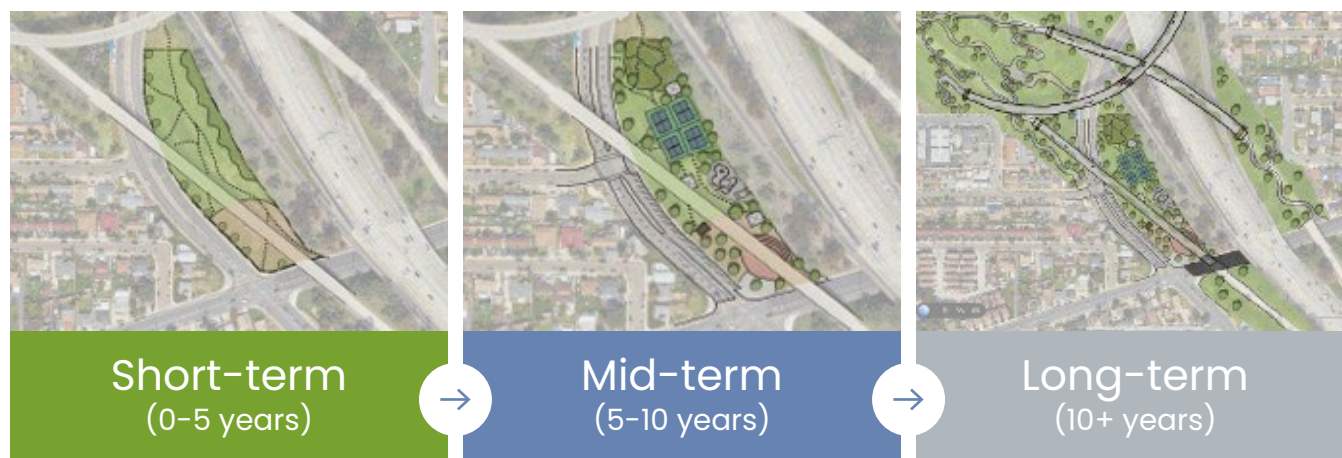 Short-term
(0-5 years)
Mid-term
(5-10 years)
Long-term
(10+ years)